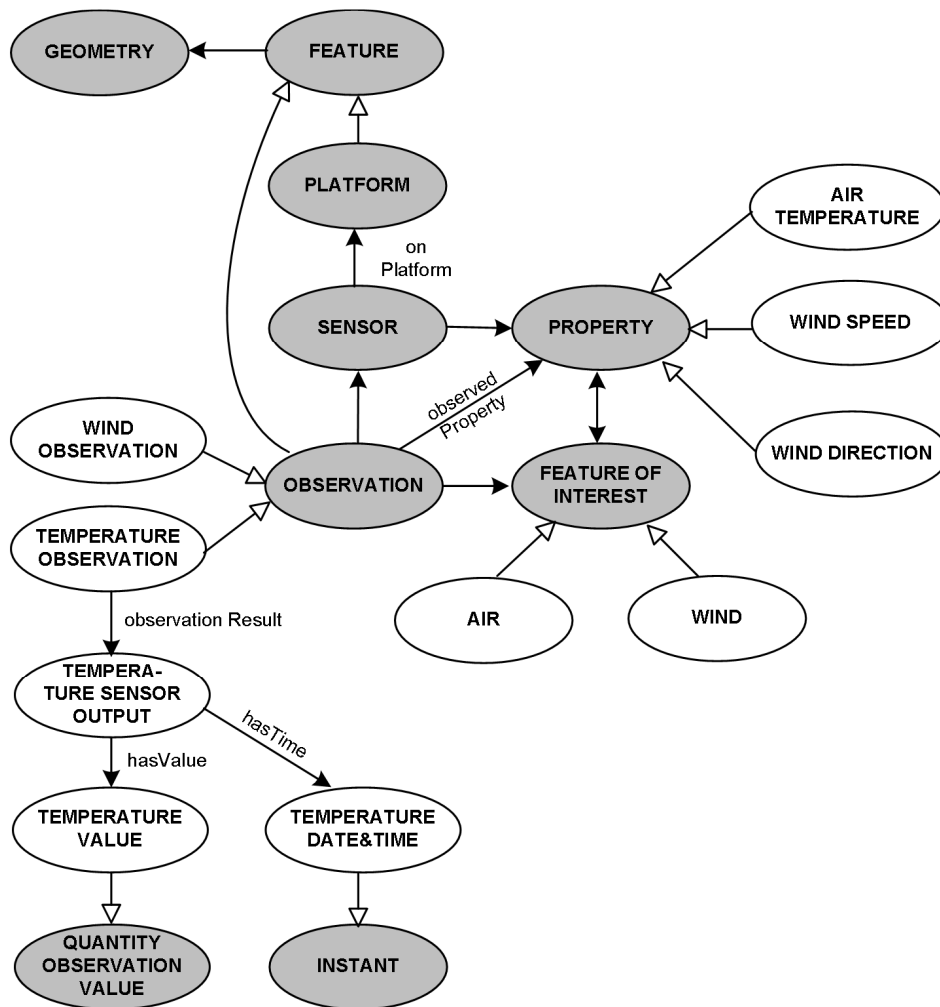 GEOMETRY
FEATURE
PLATFORM
AIR
TEMPERATURE
on
Platform
SENSOR
PROPERTY
WIND SPEED
observed
Property
WIND
OBSERVATION
WIND DIRECTION
OBSERVATION
FEATURE OF
INTEREST
TEMPERATURE
OBSERVATION
observation Result
AIR
WIND
TEMPERA-
TURE SENSOR
OUTPUT
hasTime
hasValue
TEMPERATURE
VALUE
TEMPERATURE
DATE&TIME
QUANTITY
OBSERVATION
VALUE
INSTANT